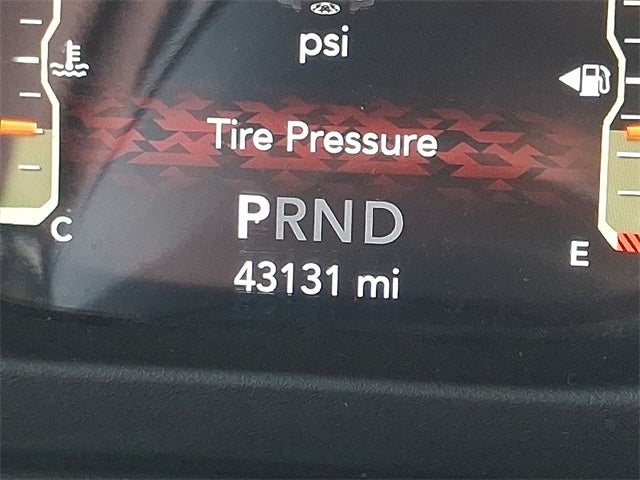 psi
Tire Pressure
PRND
43131 mi
C
E